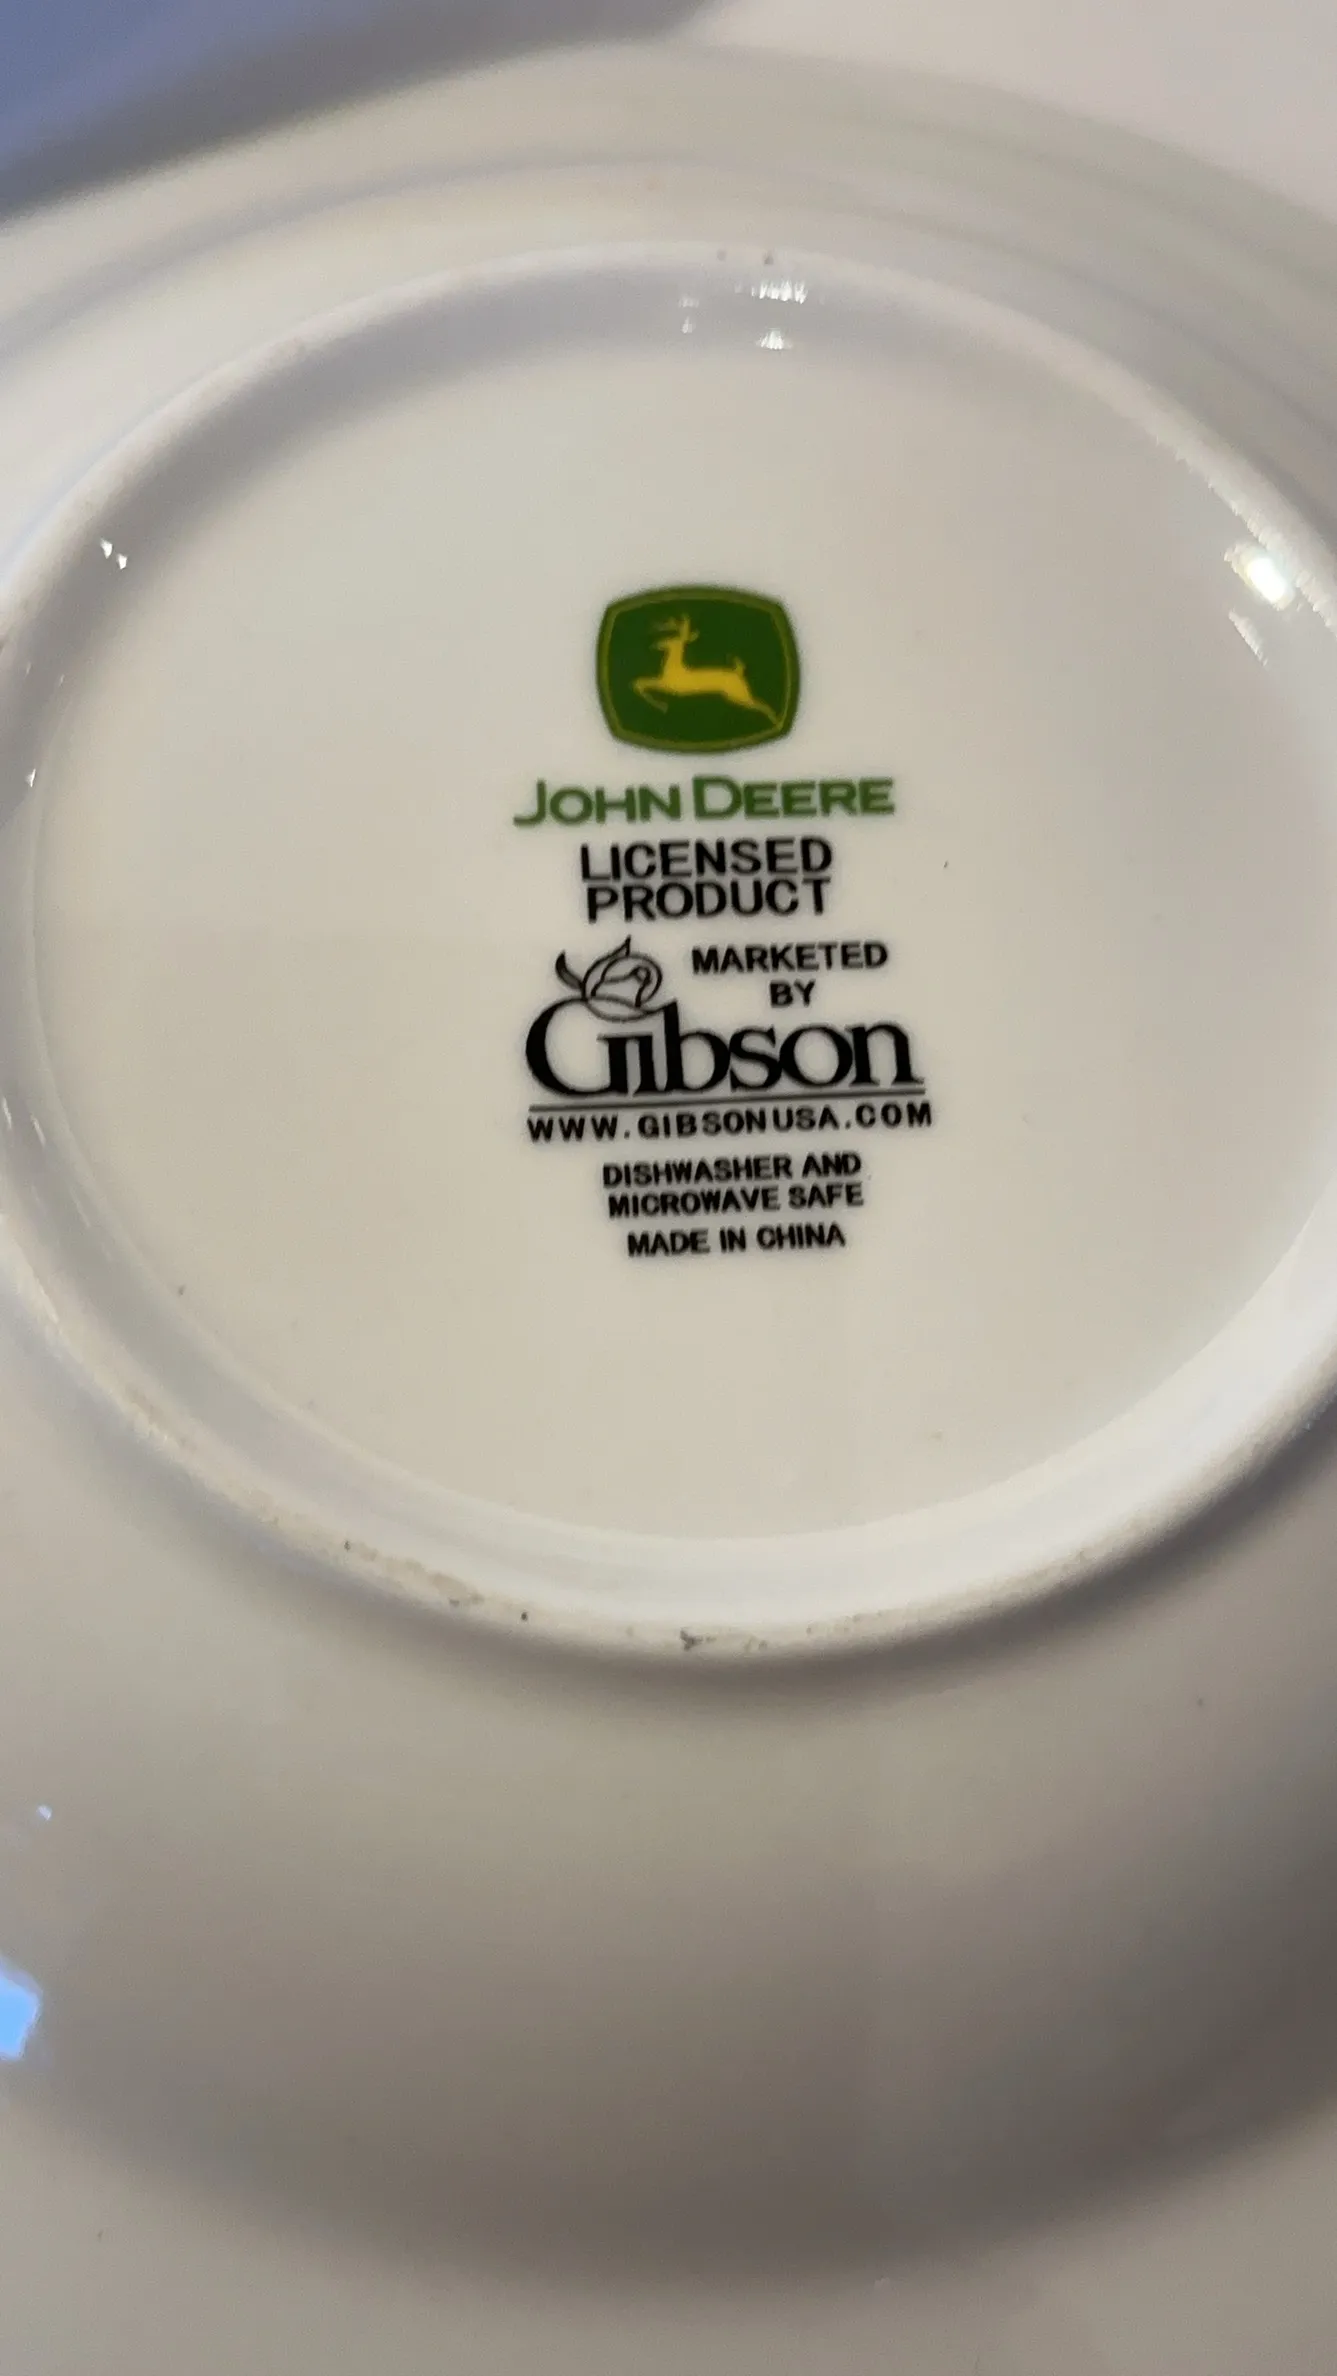 JOHN DEERE
LICENSED
PRODUCT
MARKETED
BY
Gibson
WWW.GIBSONUSA.COM
DISHWASHER AND
MICROWAVE SAFE
MADE IN CHINA